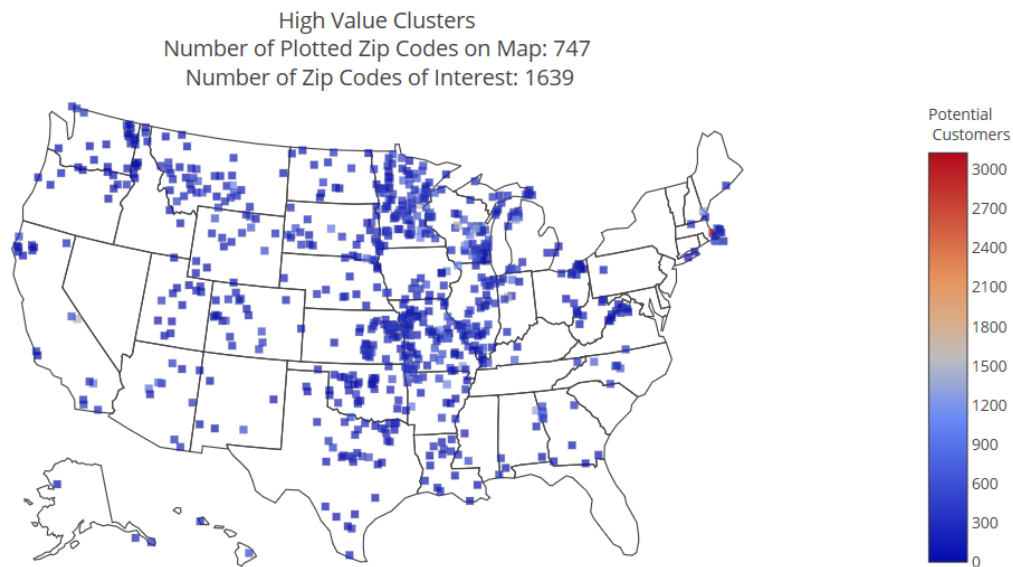 High Value Clusters
Number of Plotted Zip Codes on Map: 747
Number of Zip Codes of Interest: 1639
Potential
Customers
3000
2700
2400
2100
1800
1500
1200
900
600
300
0